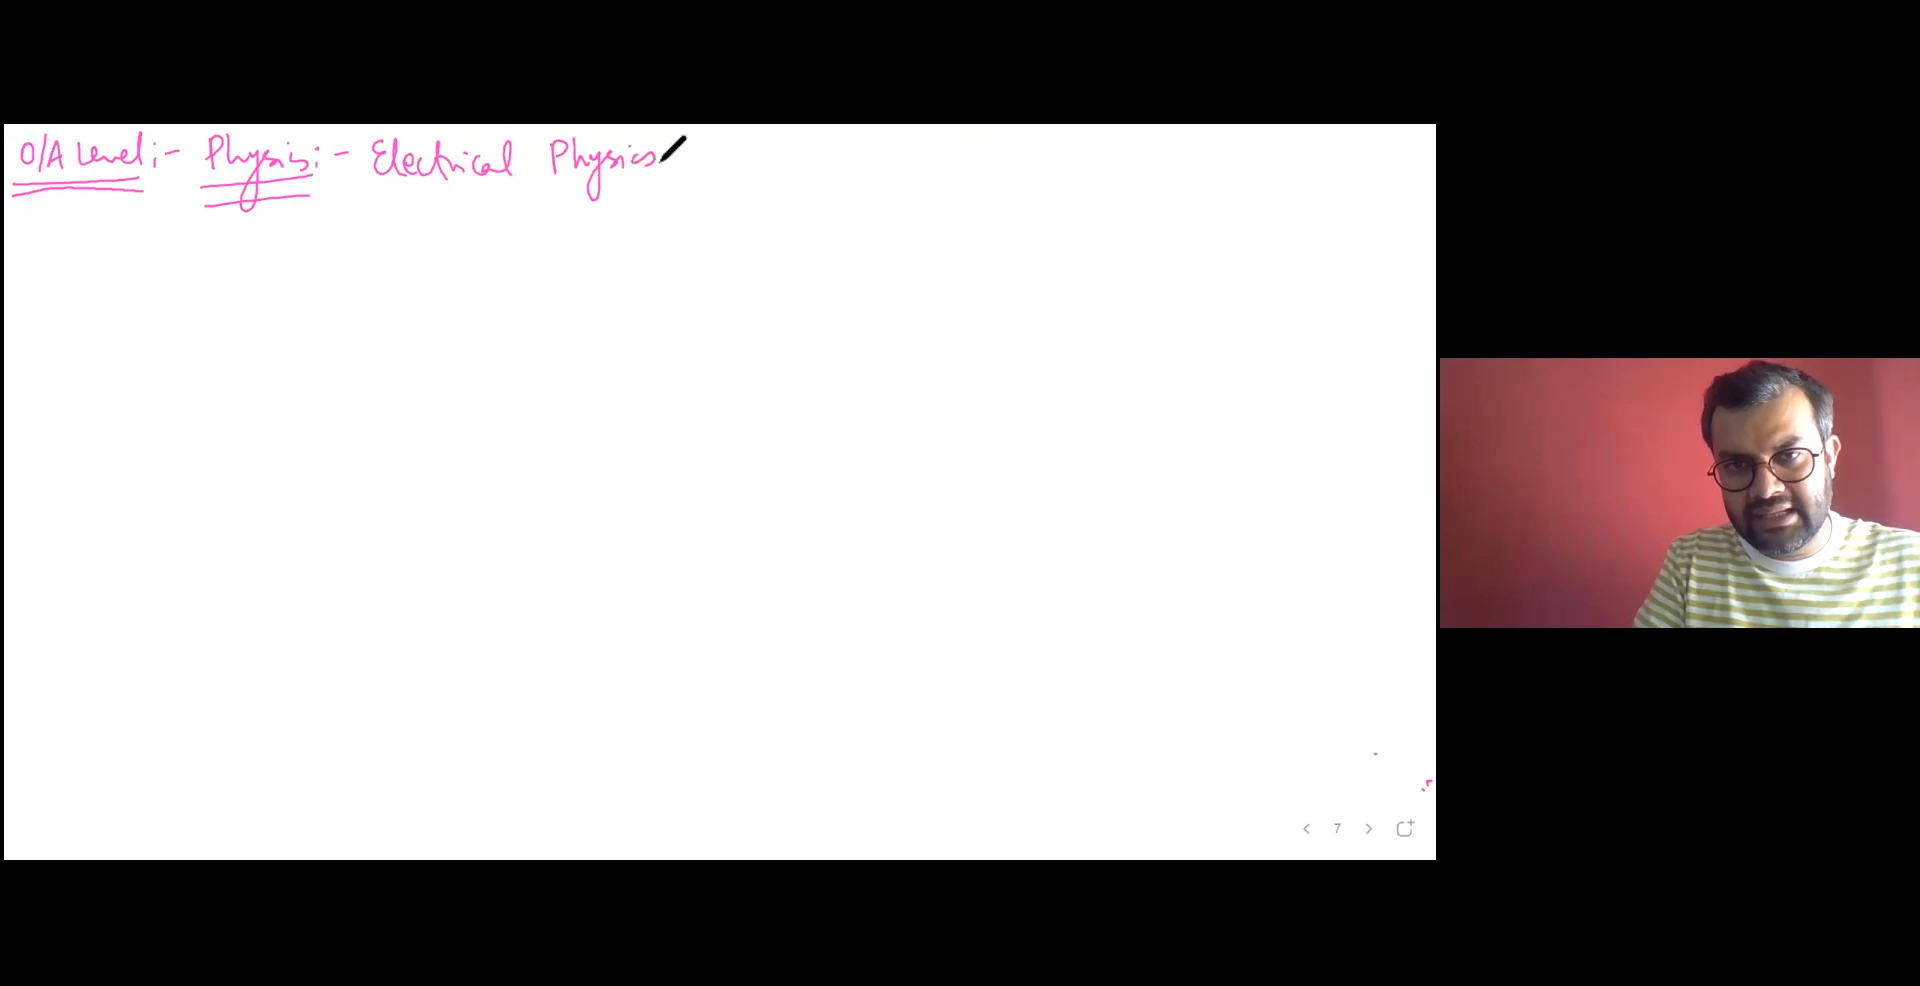 O/A Level :- Physics :- Electrical Physics
7